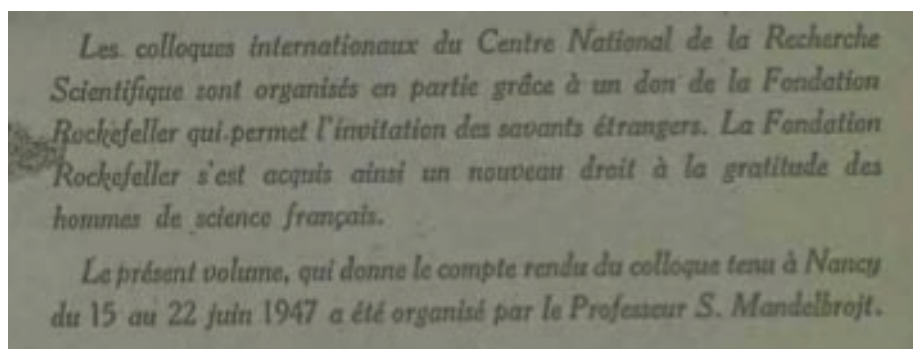 Les colloques internationaux du Centre National de la Recherche
Scientifique sont organisés en partie grâce à un don de la Fondation
Rockefeller qui permet l'invitation des savants étrangers. La Fondation
Rockefeller s'est acquis ainsi un nouveau droit à la gratitude des
hommes de science français.
Le présent volume, qui donne le compte rendu du colloque tenu à Nancy
du 15 au 22 juin 1947 a été organisé par le Professeur S. Mandelbrojt.